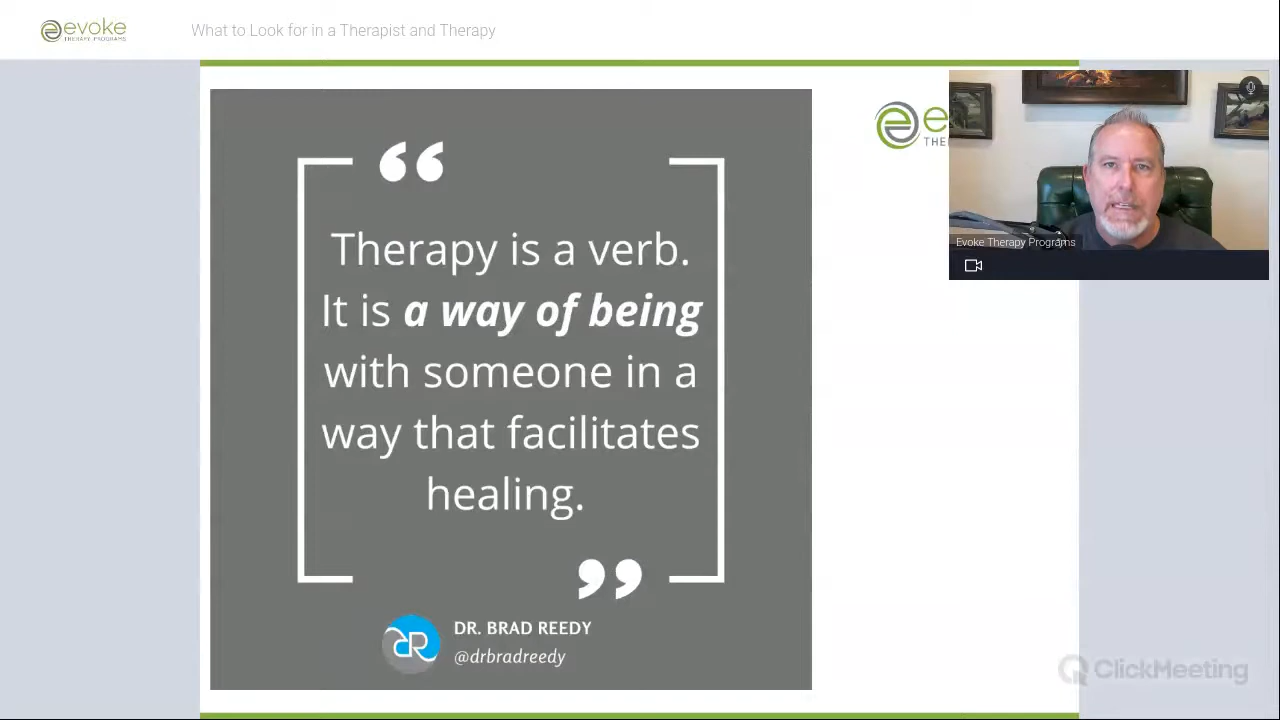 evoke
THERAPY PROGRAMS
What to Look for in a Therapist and Therapy
e
THE
Evoke Therapy Programs
“
Therapy is a verb.
It is a way of being
with someone in a
way that facilitates
healing.
”
DR. BRAD REEDY
@drbradreedy
ClickMeeting